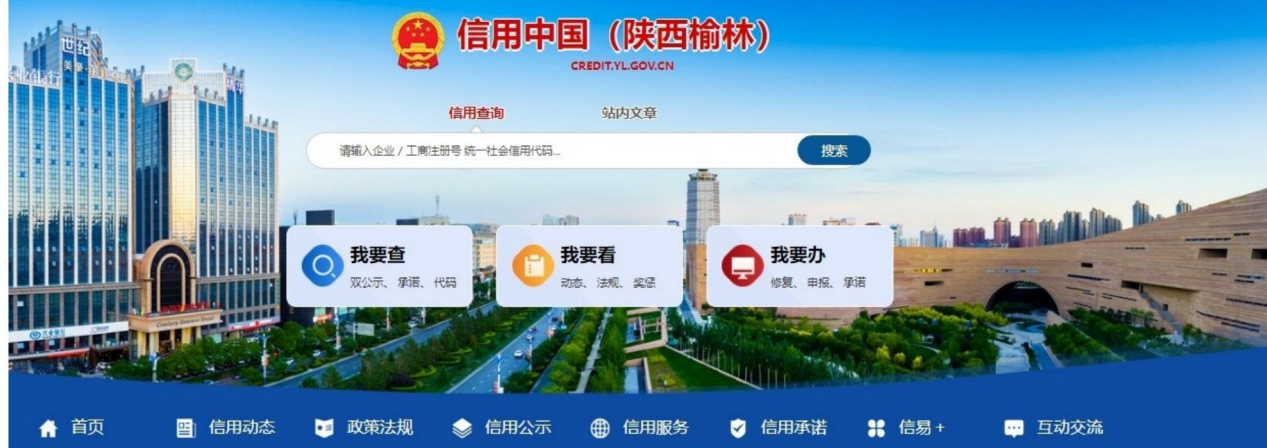 信用中国（陕西榆林）
CREDIT.YL.GOV.CN
信用查询 站内文章
请输入企业 / 工商注册号 统一社会信用代码...
搜索
我要查
双公示、 承诺、 代码
我要看
动态、 法规、 奖惩
我要办
修复、 申报、 承诺
世纪
Century Jinyuan Hotel
首页 信用动态 政策法规 信用公示 信用服务 信用承诺 信易 + 互动交流